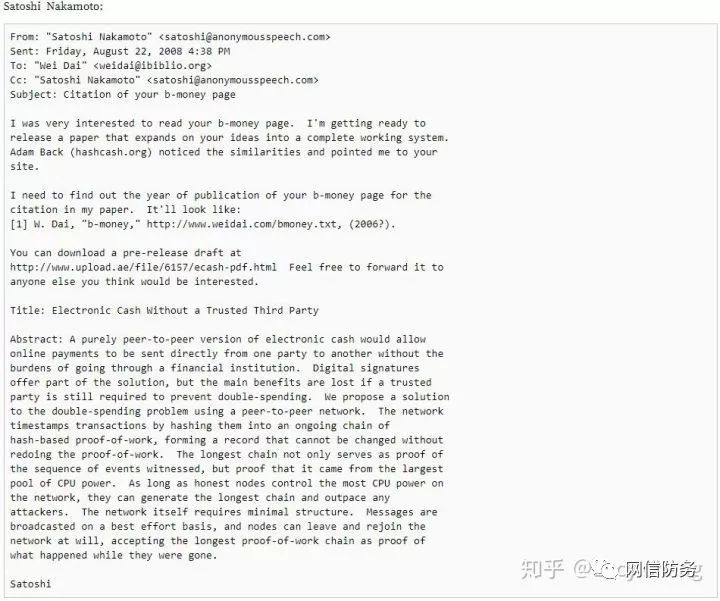 Satoshi Nakamoto:
From: "Satoshi Nakamoto" <satoshi@anonymousspeech.com>
Sent: Friday, August 22, 2008 4:38 PM
To: "Wei Dai" <weidai@ibiblio.org>
Cc: "Satoshi Nakamoto" <satoshi@anonymousspeech.com>
Subject: Citation of your b-money page
I was very interested to read your b-money page.  I'm getting ready to
release a paper that expands on your ideas into a complete working system.
Adam Back (hashcash.org) noticed the similarities and pointed me to your
site.
I need to find out the year of publication of your b-money page for the
citation in my paper.  It'll look like:
[1] W. Dai, "b-money," http://www.weidai.com/bmoney.txt, (2006?).
You can download a pre-release draft at
http://www.upload.ae/file/6157/ecash-pdf.html  Feel free to forward it to
anyone else you think would be interested.
Title: Electronic Cash Without a Trusted Third Party
Abstract: A purely peer-to-peer version of electronic cash would allow
online payments to be sent directly from one party to another without the
burdens of going through a financial institution.  Digital signatures
offer part of the solution, but the main benefits are lost if a trusted
party is still required to prevent double-spending.  We propose a solution
to the double-spending problem using a peer-to-peer network.  The network
timestamps transactions by hashing them into an ongoing chain of
hash-based proof-of-work, forming a record that cannot be changed without
redoing the proof-of-work.  The longest chain not only serves as proof of
the sequence of events witnessed, but proof that it came from the largest
pool of CPU power.  As long as honest nodes control the most CPU power on
the network, they can generate the longest chain and outpace any
attackers.  The network itself requires minimal structure.  Messages are
broadcasted on a best effort basis, and nodes can leave and rejoin the
network at will, accepting the longest proof-of-work chain as proof of
what happened while they were gone.
Satoshi
知乎 @
网信防务